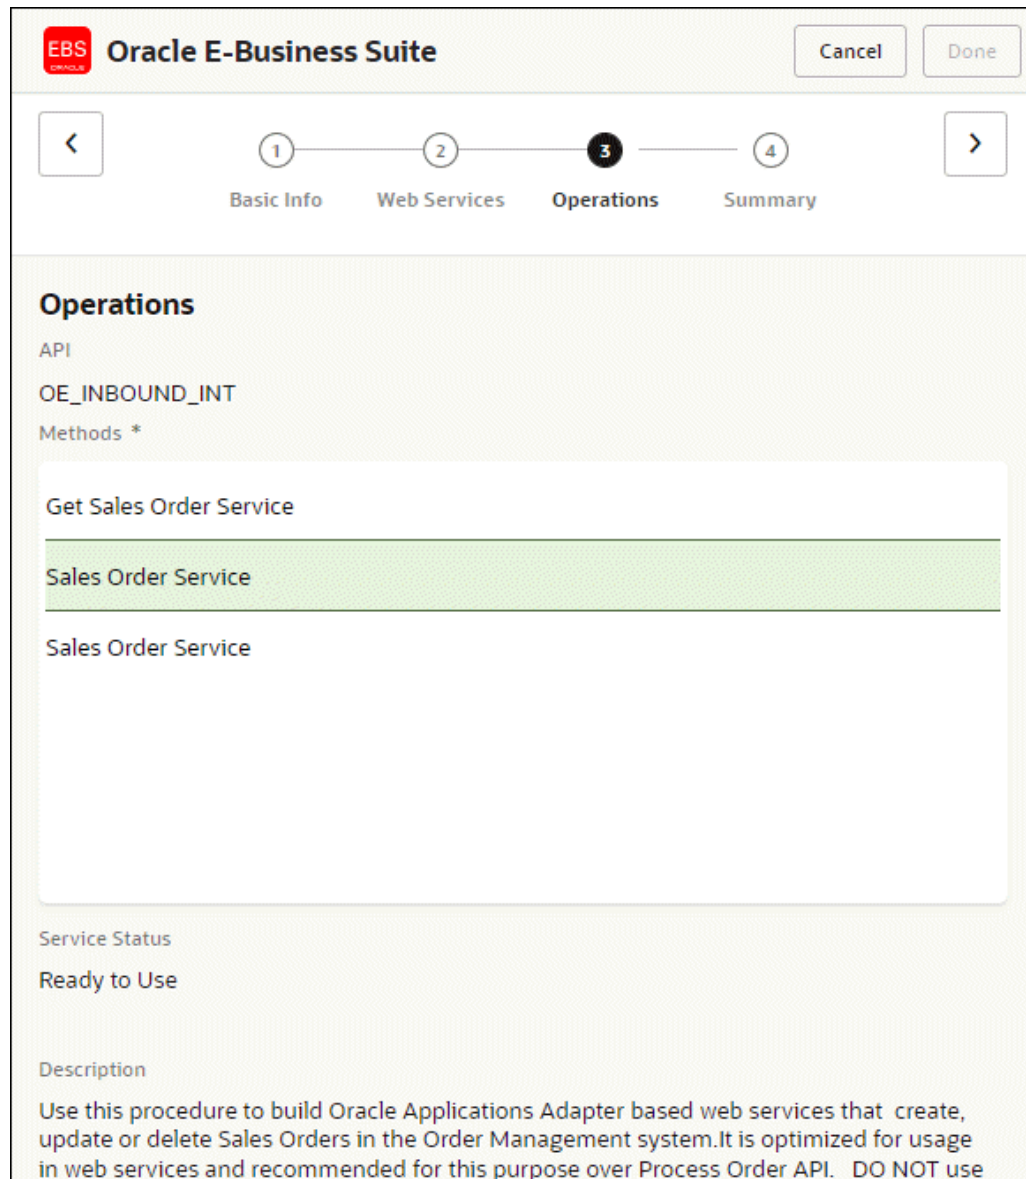 EBS
ORACLE
Oracle E-Business Suite
Cancel
Done
1
2
3
4
Basic Info
Web Services
Operations
Summary
Operations
API
OE_INBOUND_INT
Methods *
Get Sales Order Service
Sales Order Service
Sales Order Service
Service Status
Ready to Use
Description
Use this procedure to build Oracle Applications Adapter based web services that  create,
update or delete Sales Orders in the Order Management system.It is optimized for usage
in web services and recommended for this purpose over Process Order API.   DO NOT use